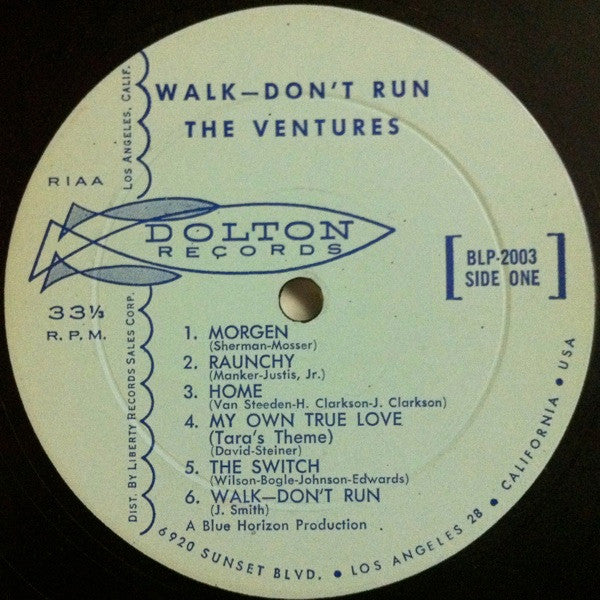 WALK—DON'T RUN
THE VENTURES
LOS ANGELES, CALIF.
RIAA
DOLTON
RECORDS
BLP-2003
SIDE ONE
33⅓
R.P.M.
DIST. BY LIBERTY RECORDS SALES CORP.
1. MORGEN
(Sherman-Mosser)
2. RAUNCHY
(Manker-Justis, Jr.)
3. HOME
(Van Steeden-H. Clarkson-J. Clarkson)
4. MY OWN TRUE LOVE
(Tara's Theme)
(David-Steiner)
5. THE SWITCH
(Wilson-Bogle-Johnson-Edwards)
6. WALK—DON'T RUN
(J. Smith)
A Blue Horizon Production
6920 SUNSET BLVD. • LOS ANGELES 28 • CALIFORNIA • USA